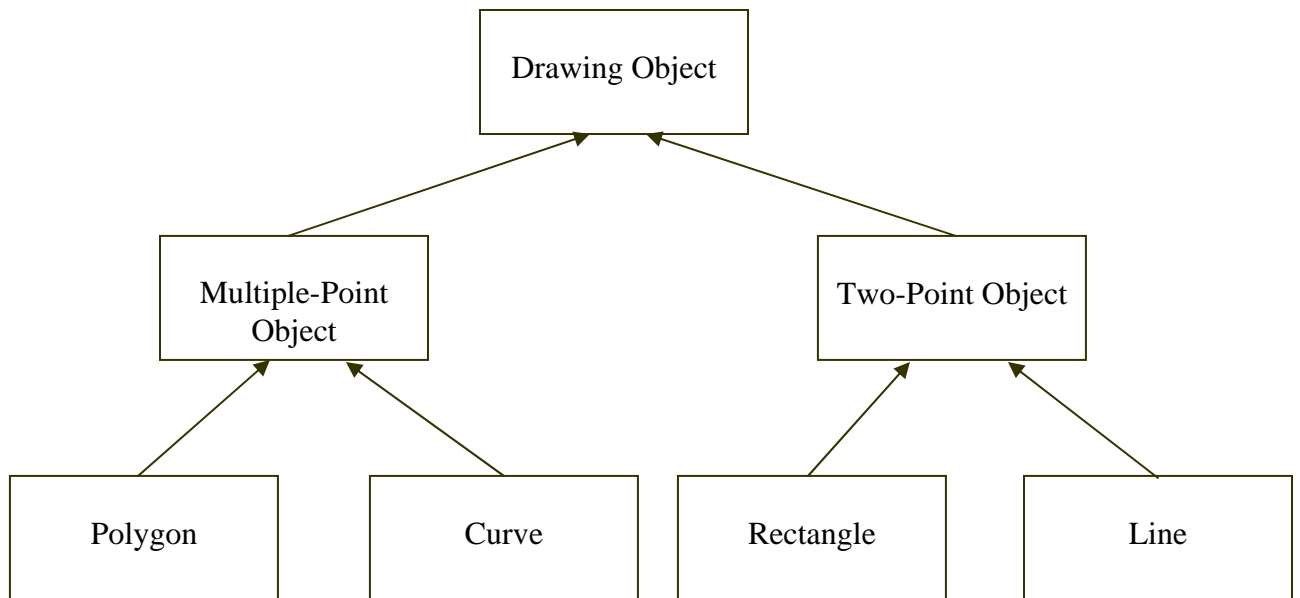 Drawing Object
Multiple-Point
Object
Two-Point Object
Polygon
Curve
Rectangle
Line